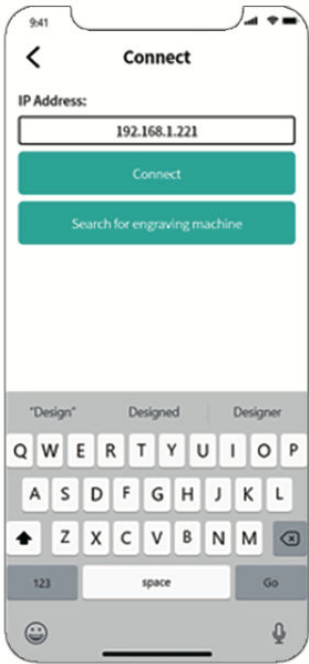 9:41
Connect
IP Address:
192.168.1.221
Connect
Search for engraving machine
"Design" Designed Designer
Q W E R T Y U I O P
A S D F G H J K L
Z X C V B N M
123 space Go